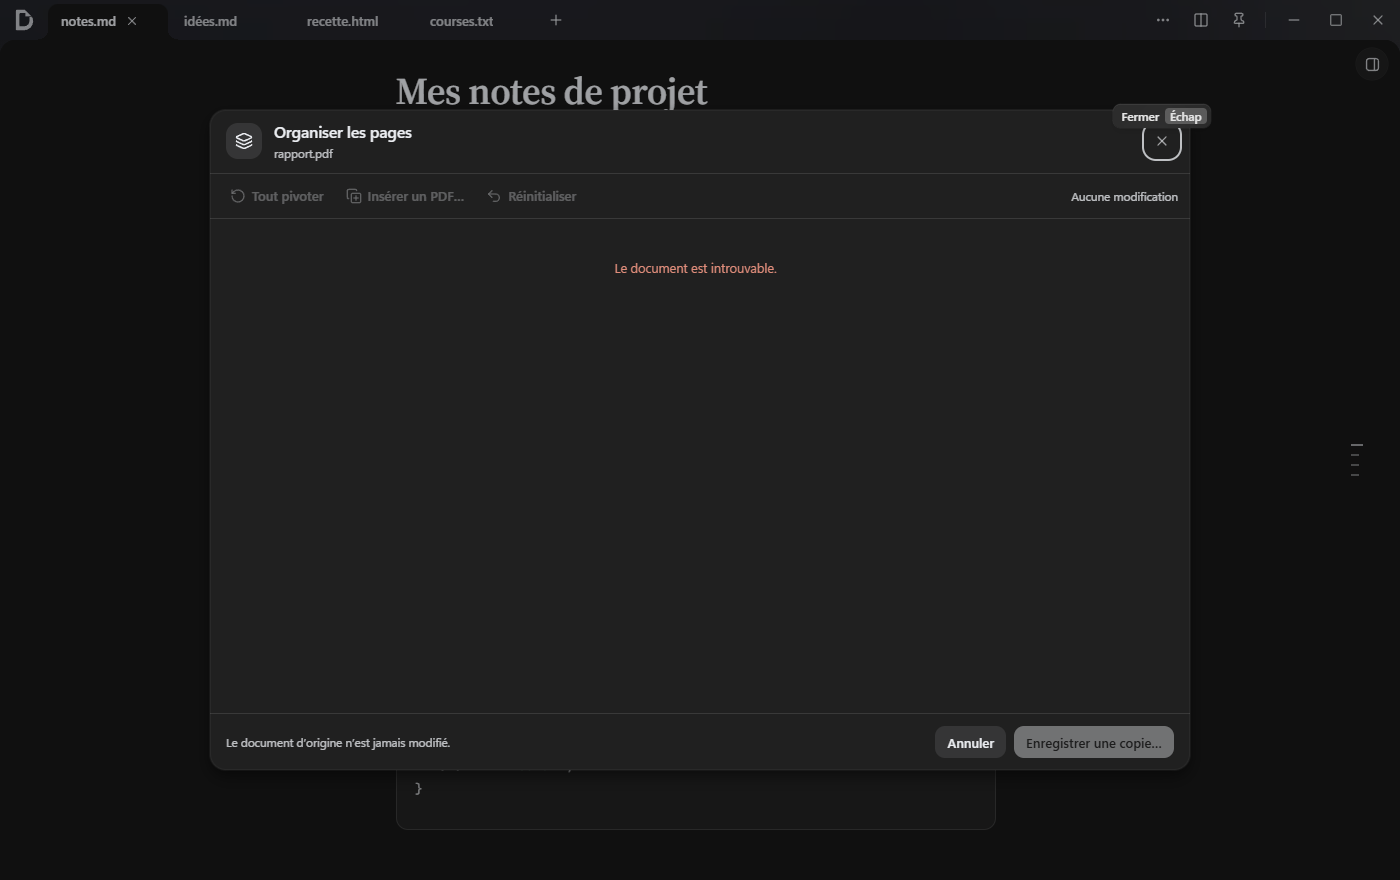 notes.md
idées.md
recette.html
courses.txt
Mes notes de projet
Fermer Échap
Organiser les pages
rapport.pdf
Tout pivoter
Insérer un PDF...
Réinitialiser
Aucune modification
Le document est introuvable.
Le document d'origine n'est jamais modifié.
Annuler
Enregistrer une copie...
}